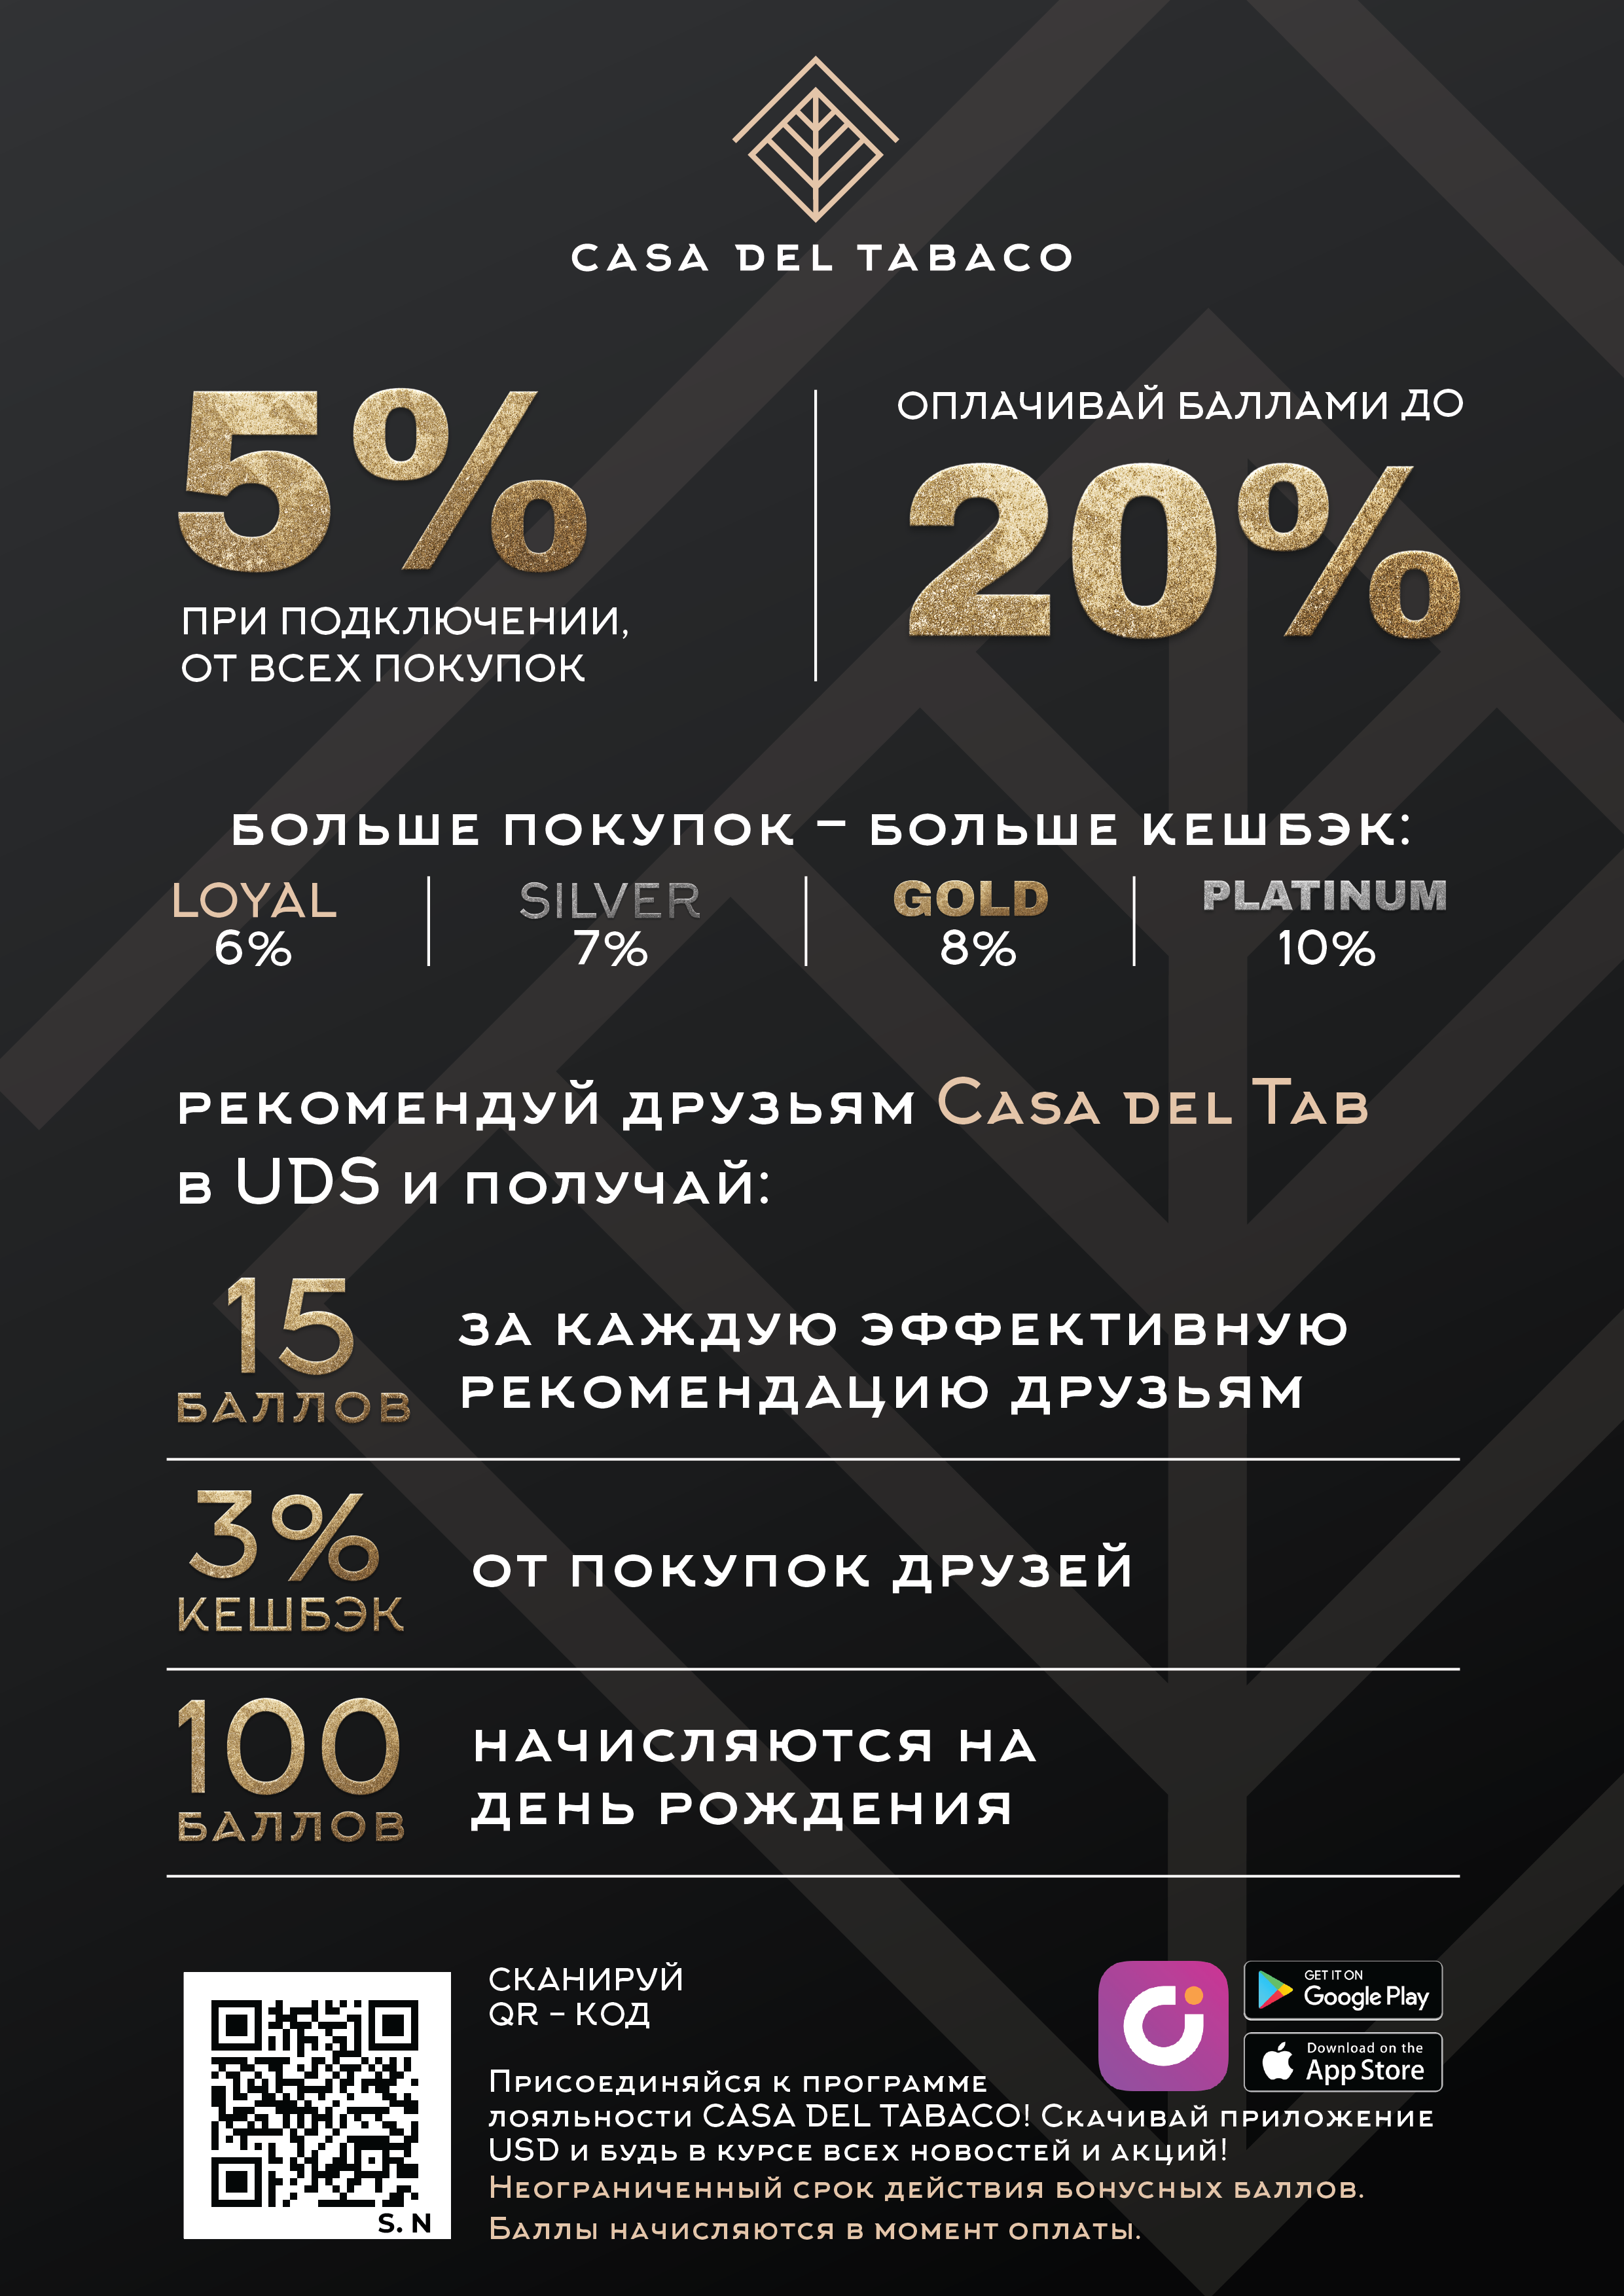 CASA DEL TABACO
5%
ПРИ ПОДКЛЮЧЕНИИ,
ОТ ВСЕХ ПОКУПОК
ОПЛАЧИВАЙ БАЛЛАМИ ДО
20%
БОЛЬШЕ ПОКУПОК – БОЛЬШЕ КЕШБЭК:
LOYAL
6%
SILVER
7%
GOLD
8%
PLATINUM
10%
РЕКОМЕНДУЙ ДРУЗЬЯМ CASA DEL TAB
В UDS И ПОЛУЧАЙ:
15
БАЛЛОВ
ЗА КАЖДУЮ ЭФФЕКТИВНУЮ
РЕКОМЕНДАЦИЮ ДРУЗЬЯМ
3%
КЕШБЭК
ОТ ПОКУПОК ДРУЗЕЙ
100
БАЛЛОВ
НАЧИСЛЯЮТСЯ НА
ДЕНЬ РОЖДЕНИЯ
S. N
СКАНИРУЙ
QR – КОД
GET IT ON
Google Play
Download on the
App Store
Присоединяйся к программе
лояльности CASA DEL TABACO! Скачивай приложение
USD и будь в курсе всех новостей и акций!
Неограниченный срок действия бонусных баллов.
Баллы начисляются в момент оплаты.